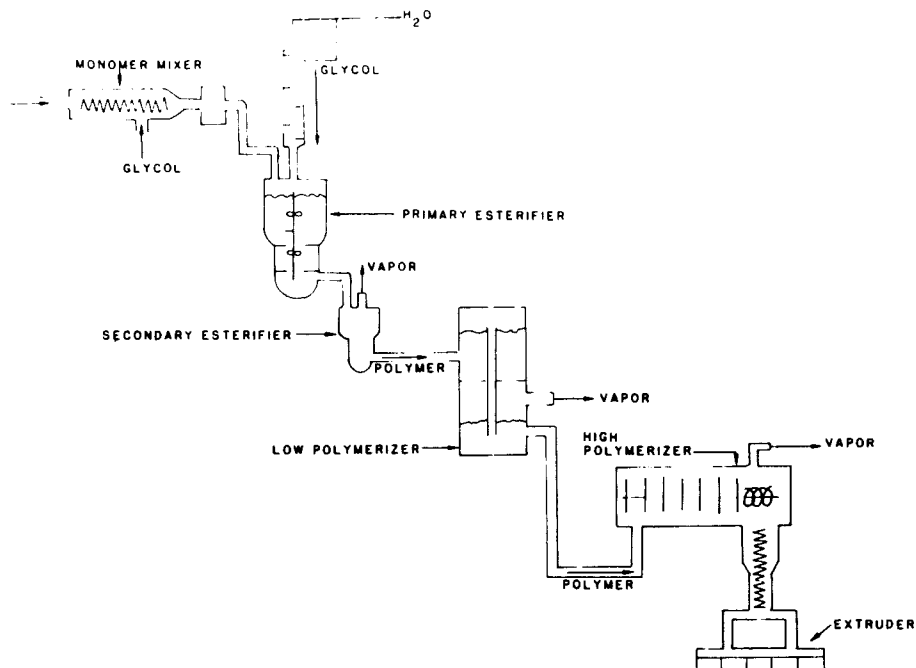 H2O
MONOMER MIXER
GLYCOL
GLYCOL
PRIMARY ESTERIFIER
VAPOR
SECONDARY ESTERIFIER
POLYMER
VAPOR
LOW POLYMERIZER
HIGH
POLYMERIZER
VAPOR
POLYMER
EXTRUDER